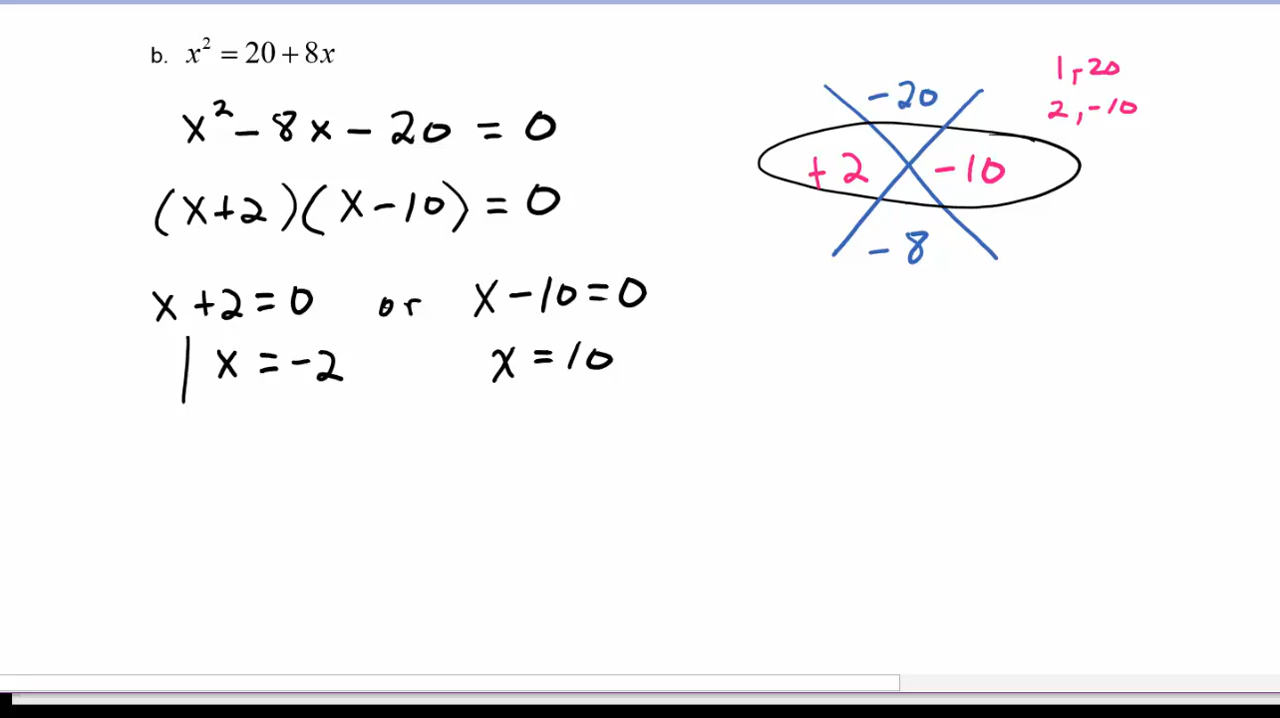 b. x² = 20 + 8x
x² - 8x - 20 = 0
(x+2)(x-10) = 0
x+2=0 or x-10=0
x = -2 x = 10
-20
+2 -10
-8
1, -20
2, -10